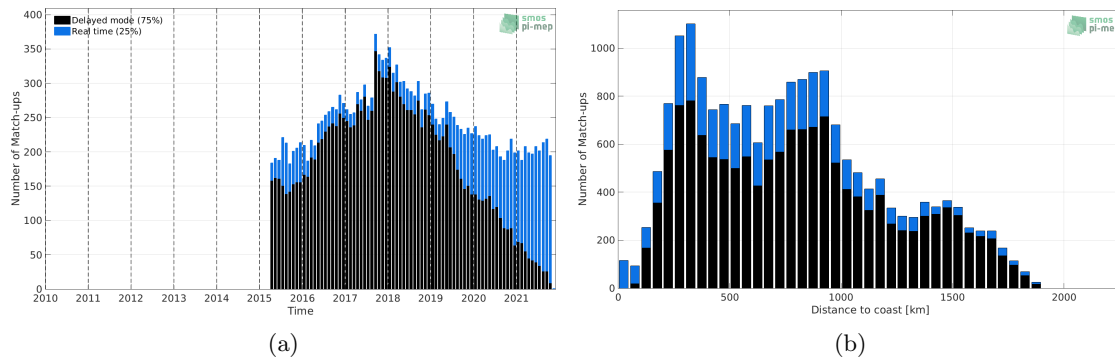 Number of Match-ups
400
350
300
250
200
150
100
50
0
Delayed mode (75%)
Real time (25%)
smos
pi-mep
2010 2011 2012 2013 2014 2015 2016 2017 2018 2019 2020 2021
Time
(a)
Number of Match-ups
1000
800
600
400
200
0
smos
pi-mep
0 500 1000 1500 2000
Distance to coast [km]
(b)